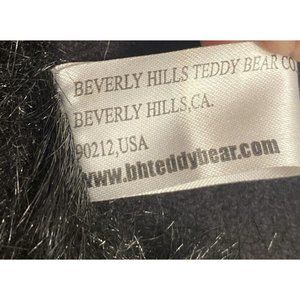 BEVERLY HILLS TEDDY BEAR CO
BEVERLY HILLS,CA.
90212,USA
www.bhteddybear.com